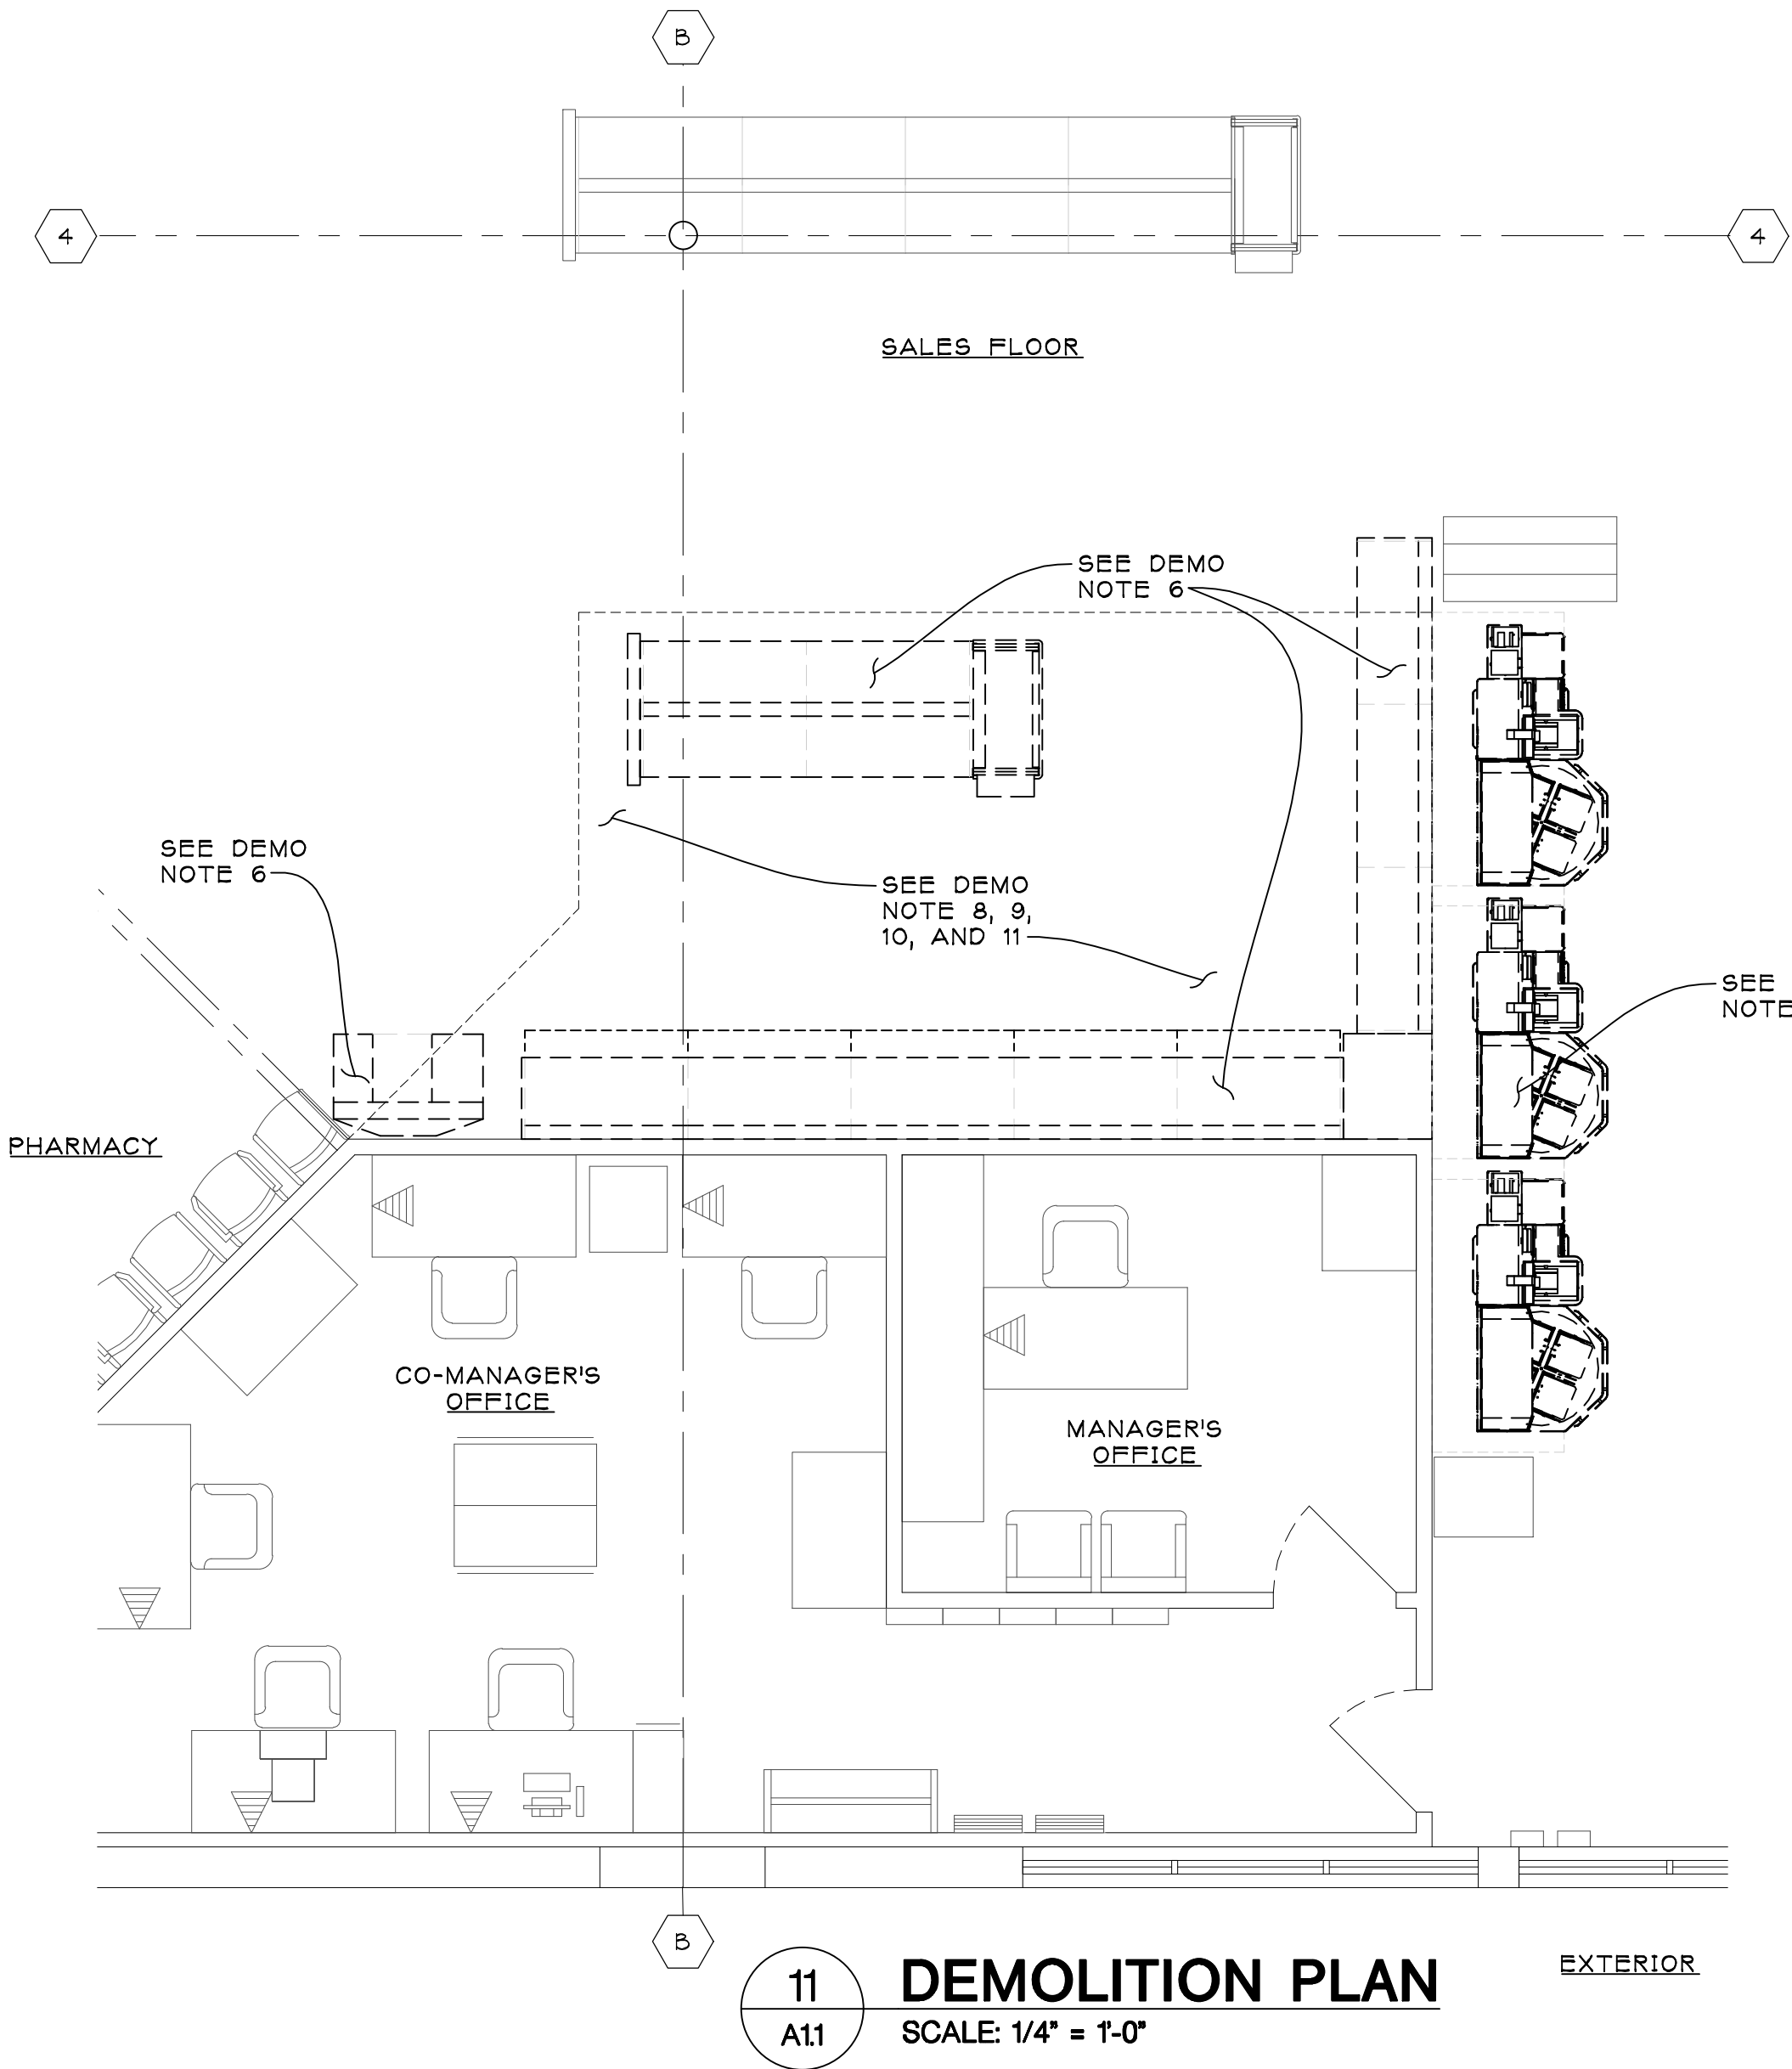 B
4
4
SALES FLOOR
SEE DEMO
NOTE 6
SEE DEMO
NOTE 6
SEE DEMO
NOTE 8, 9,
10, AND 11
SEE
NOTE
PHARMACY
CO-MANAGER'S
OFFICE
MANAGER'S
OFFICE
B
11
A1.1
DEMOLITION PLAN
SCALE: 1/4" = 1'-0"
EXTERIOR